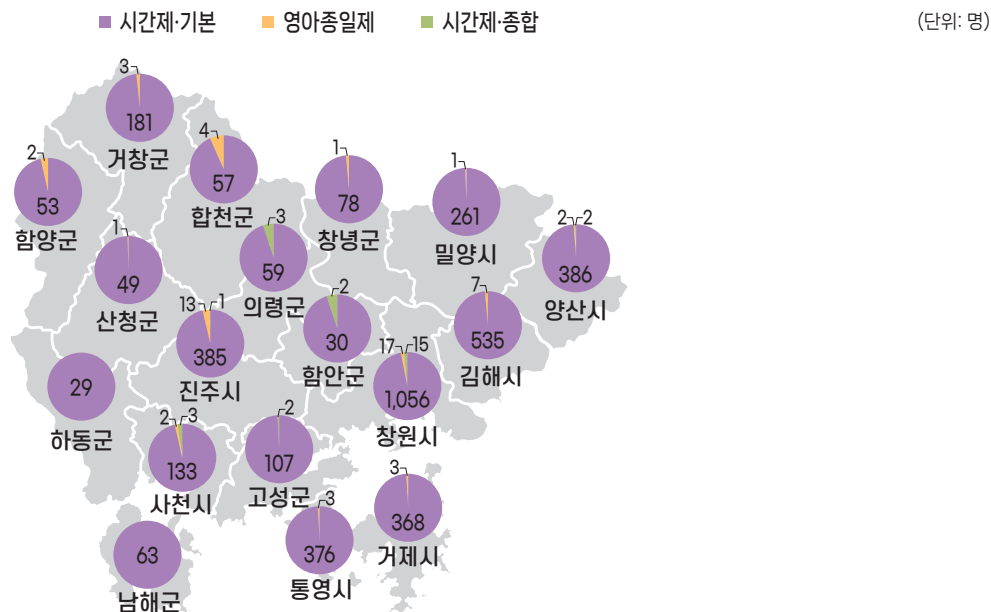 시간제·기본 영아종일제 시간제·종합 (단위: 명)
3
181
거창군
4
57
합천군
2
53
함양군
1
78
창녕군
1
261
밀양시
2 2
386
양산시
1
49
산청군
3
59
의령군
2
30
함안군
7
535
김해시
13 1
385
진주시
17 15
1,056
창원시
29
하동군
2 3
133
사천시
2
107
고성군
3
368
거제시
3
376
통영시
63
남해군